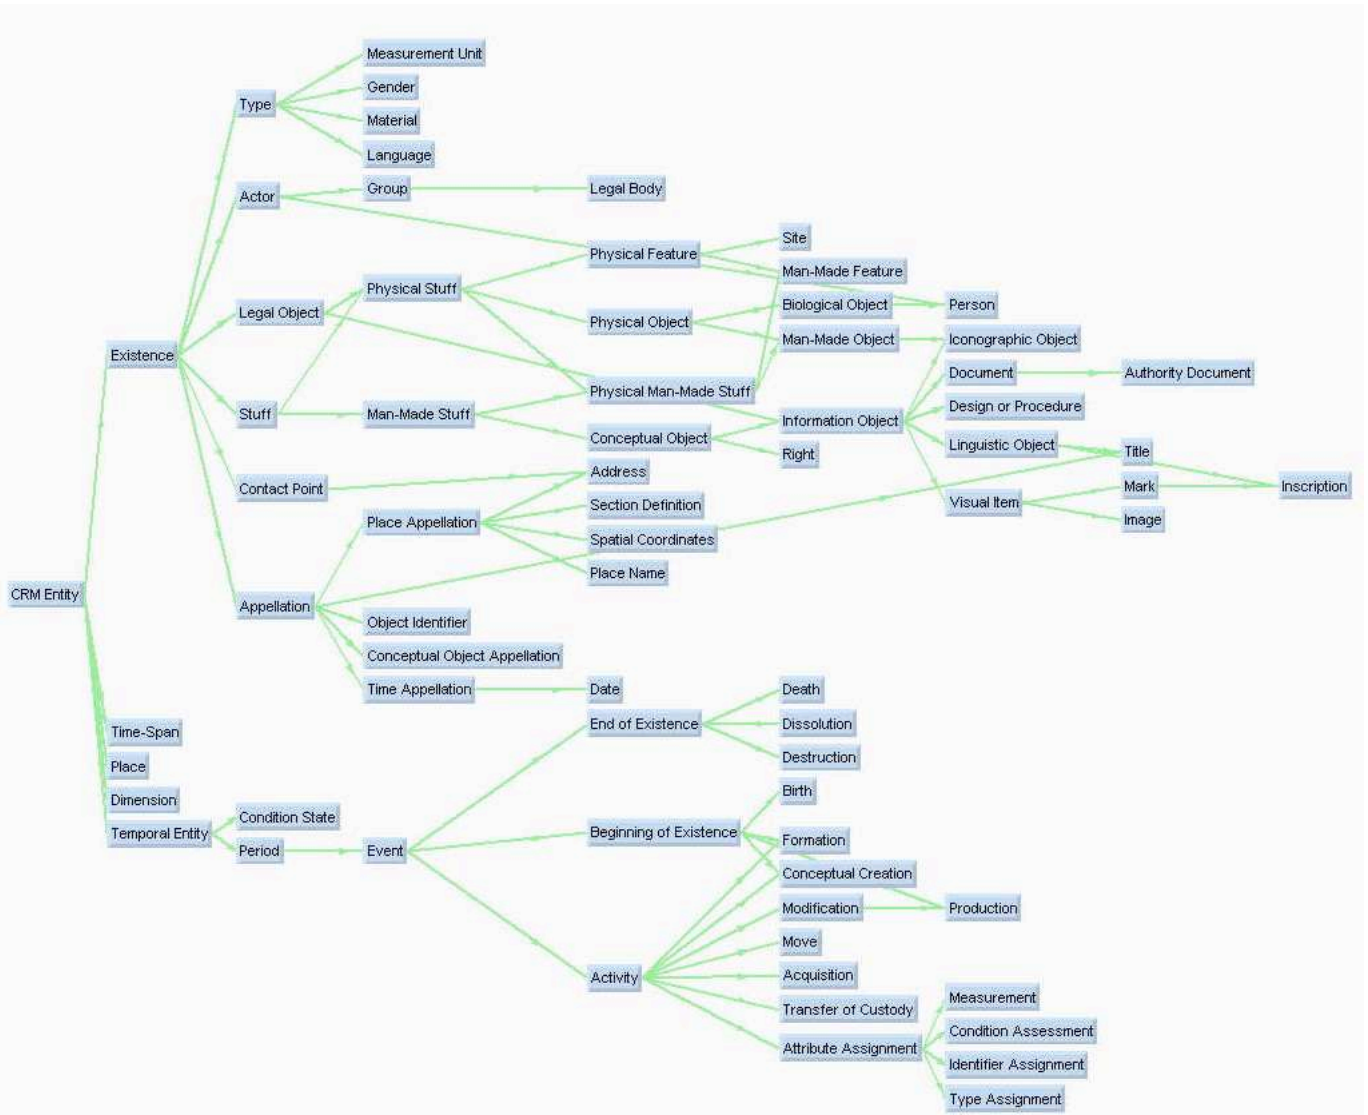 Measurement Unit
Gender
Type
Material
Language
Group
Legal Body
Actor
Site
Physical Feature
Man-Made Feature
Physical Stuff
Biological Object
Person
Legal Object
Physical Object
Man-Made Object
Iconographic Object
Existence
Document
Authority Document
Physical Man-Made Stuff
Design or Procedure
Stuff
Man-Made Stuff
Information Object
Conceptual Object
Linguistic Object
Right
Title
Address
Contact Point
Mark
Inscription
Section Definition
Visual Item
Place Appellation
Image
Spatial Coordinates
Place Name
CRM Entity
Appellation
Object Identifier
Conceptual Object Appellation
Time Appellation
Date
Death
End of Existence
Dissolution
Time-Span
Destruction
Place
Birth
Dimension
Condition State
Temporal Entity
Beginning of Existence
Formation
Period
Event
Conceptual Creation
Modification
Production
Move
Activity
Acquisition
Measurement
Transfer of Custody
Condition Assessment
Attribute Assignment
Identifier Assignment
Type Assignment